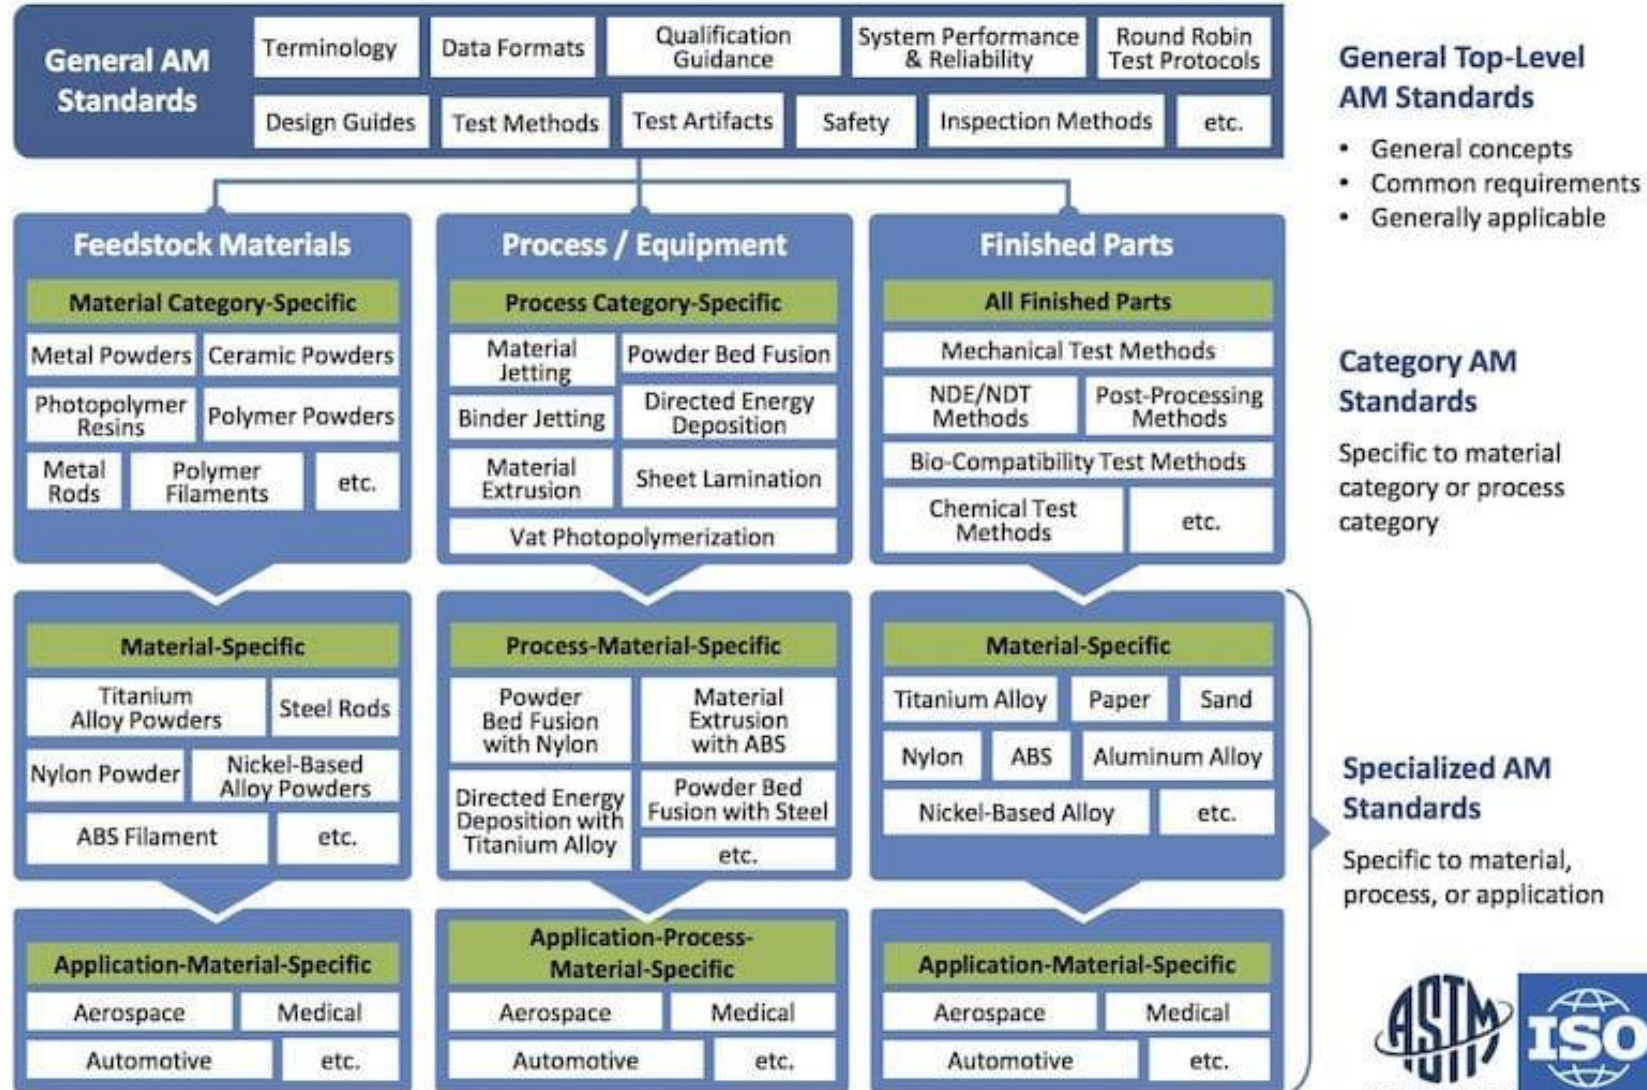 General AM
Standards
Terminology
Data Formats
Qualification
Guidance
System Performance
& Reliability
Round Robin
Test Protocols
Design Guides
Test Methods
Test Artifacts
Safety
Inspection Methods
etc.
General Top-Level
AM Standards
• General concepts
• Common requirements
• Generally applicable
Feedstock Materials
Material Category-Specific
Metal Powders
Ceramic Powders
Photopolymer
Resins
Polymer Powders
Metal
Rods
Polymer
Filaments
etc.
Process / Equipment
Process Category-Specific
Material
Jetting
Powder Bed Fusion
Binder Jetting
Directed Energy
Deposition
Material
Extrusion
Sheet Lamination
Vat Photopolymerization
Finished Parts
All Finished Parts
Mechanical Test Methods
NDE/NDT
Methods
Post-Processing
Methods
Bio-Compatibility Test Methods
Chemical Test
Methods
etc.
Category AM
Standards
Specific to material
category or process
category
Material-Specific
Titanium
Alloy Powders
Steel Rods
Nylon Powder
Nickel-Based
Alloy Powders
ABS Filament
etc.
Process-Material-Specific
Powder
Bed Fusion
with Nylon
Material
Extrusion
with ABS
Directed Energy
Deposition with
Titanium Alloy
Powder Bed
Fusion with Steel
etc.
Material-Specific
Titanium Alloy
Paper
Sand
Nylon
ABS
Aluminum Alloy
Nickel-Based Alloy
etc.
Specialized AM
Standards
Specific to material,
process, or application
Application-Material-Specific
Aerospace
Medical
Automotive
etc.
Application-Process-
Material-Specific
Aerospace
Medical
Automotive
etc.
Application-Material-Specific
Aerospace
Medical
Automotive
etc.
ASTM
ISO